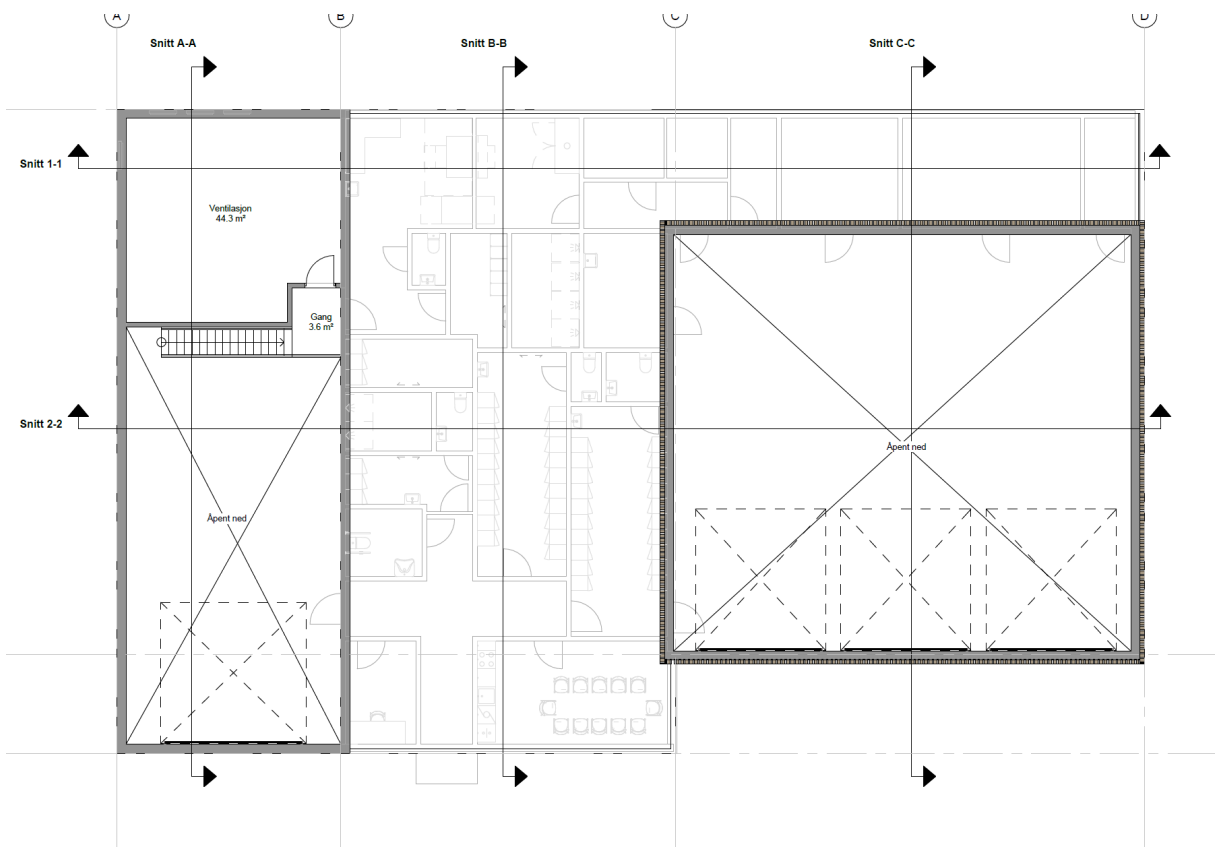 A
B
C
D
Snitt A-A
Snitt B-B
Snitt C-C
Snitt 1-1
Ventilasjon
44.3 m²
Gang
3.6 m²
Snitt 2-2
Åpent ned
Åpent ned